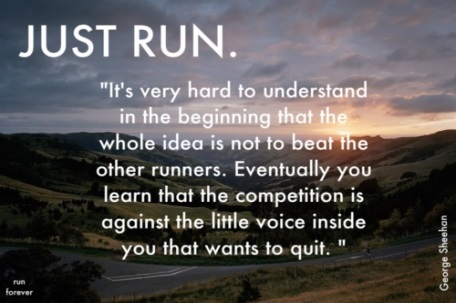 JUST RUN.
"It's very hard to understand
in the beginning that the
whole idea is not to beat the
other runners. Eventually you
learn that the competition is
against the little voice inside
you that wants to quit. "
George Sheehan
run
forever